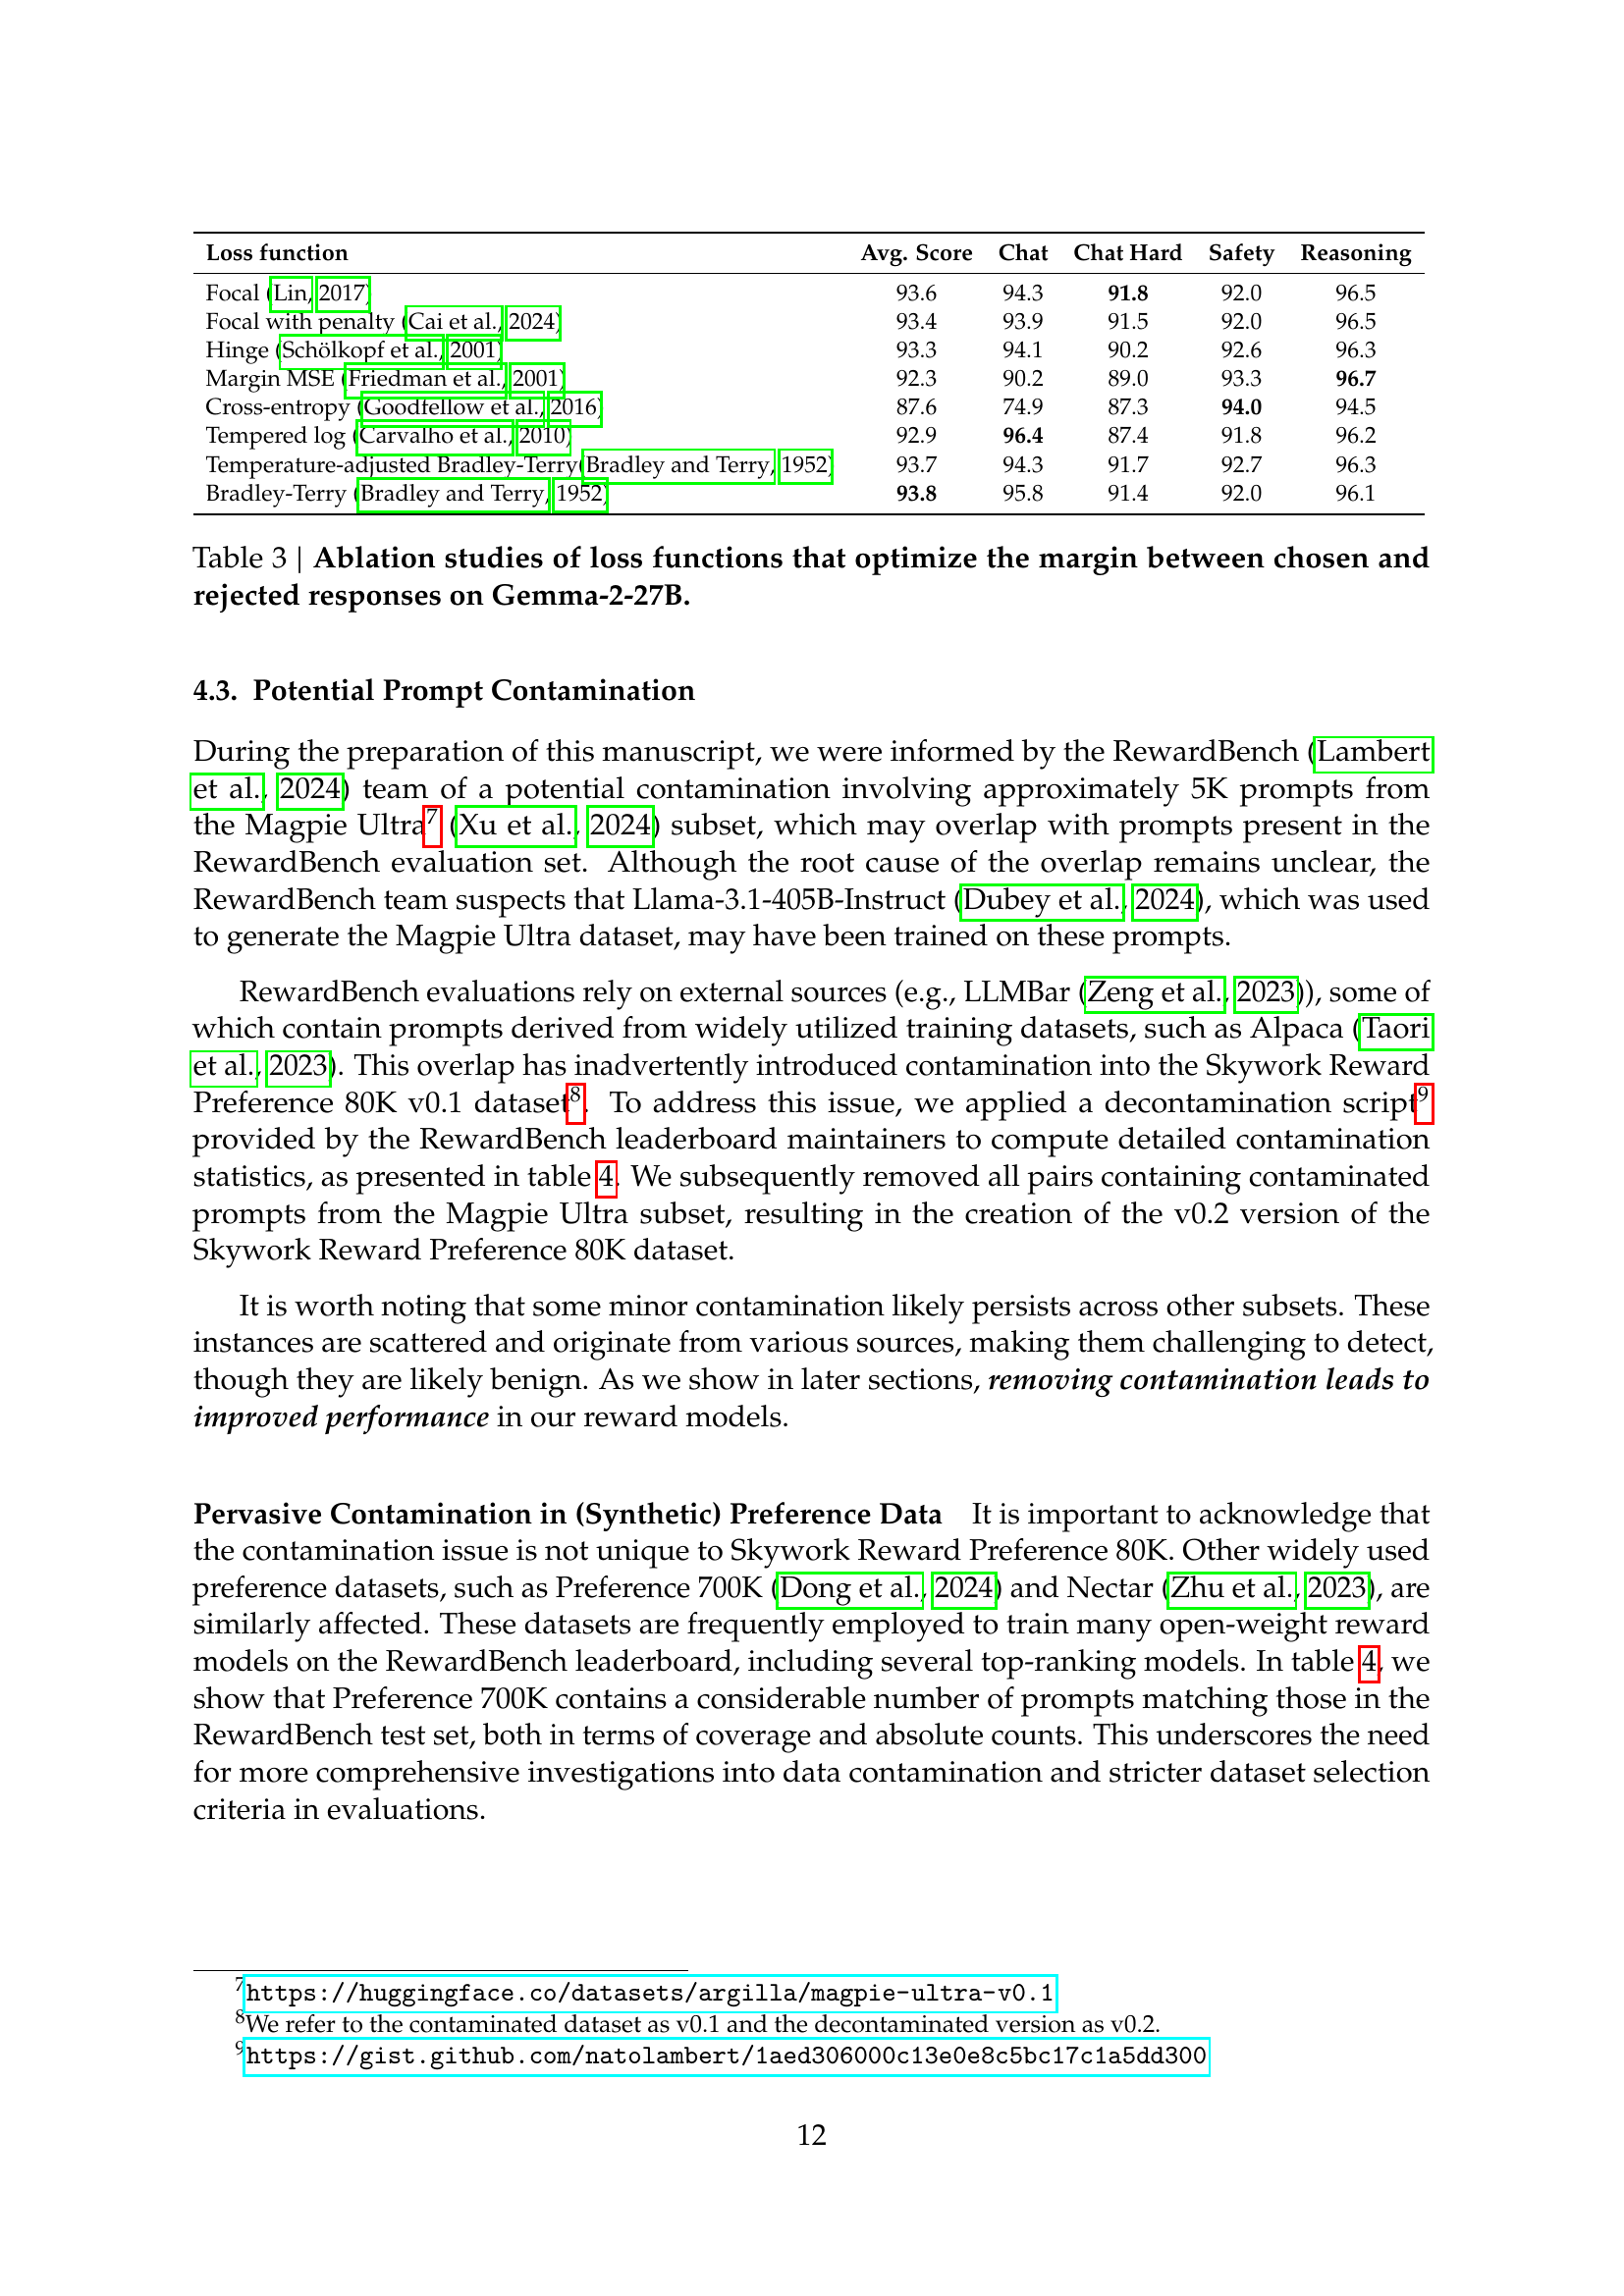 Loss function Avg. Score Chat Chat Hard Safety Reasoning
Focal (Lin, 2017) 93.6 94.3 91.8 92.0 96.5
Focal with penalty (Cai et al., 2024) 93.4 93.9 91.5 92.0 96.5
Hinge (Schölkopf et al., 2001) 93.3 94.1 90.2 92.6 96.3
Margin MSE (Friedman et al., 2001) 92.3 90.2 89.0 93.3 96.7
Cross-entropy (Goodfellow et al., 2016) 87.6 74.9 87.3 94.0 94.5
Tempered log (Carvalho et al., 2010) 92.9 96.4 87.4 91.8 96.2
Temperature-adjusted Bradley-Terry(Bradley and Terry, 1952) 93.7 94.3 91.7 92.7 96.3
Bradley-Terry (Bradley and Terry, 1952) 93.8 95.8 91.4 92.0 96.1
Table 3 | Ablation studies of loss functions that optimize the margin between chosen and
rejected responses on Gemma-2-27B.
4.3. Potential Prompt Contamination
During the preparation of this manuscript, we were informed by the RewardBench (Lambert
et al., 2024) team of a potential contamination involving approximately 5K prompts from
the Magpie Ultra7 (Xu et al., 2024) subset, which may overlap with prompts present in the
RewardBench evaluation set. Although the root cause of the overlap remains unclear, the
RewardBench team suspects that Llama-3.1-405B-Instruct (Dubey et al., 2024), which was used
to generate the Magpie Ultra dataset, may have been trained on these prompts.
RewardBench evaluations rely on external sources (e.g., LLMBar (Zeng et al., 2023)), some of
which contain prompts derived from widely utilized training datasets, such as Alpaca (Taori
et al., 2023). This overlap has inadvertently introduced contamination into the Skywork Reward
Preference 80K v0.1 dataset8. To address this issue, we applied a decontamination script9
provided by the RewardBench leaderboard maintainers to compute detailed contamination
statistics, as presented in table 4. We subsequently removed all pairs containing contaminated
prompts from the Magpie Ultra subset, resulting in the creation of the v0.2 version of the
Skywork Reward Preference 80K dataset.
It is worth noting that some minor contamination likely persists across other subsets. These
instances are scattered and originate from various sources, making them challenging to detect,
though they are likely benign. As we show in later sections, removing contamination leads to
improved performance in our reward models.
Pervasive Contamination in (Synthetic) Preference Data It is important to acknowledge that
the contamination issue is not unique to Skywork Reward Preference 80K. Other widely used
preference datasets, such as Preference 700K (Dong et al., 2024) and Nectar (Zhu et al., 2023), are
similarly affected. These datasets are frequently employed to train many open-weight reward
models on the RewardBench leaderboard, including several top-ranking models. In table 4, we
show that Preference 700K contains a considerable number of prompts matching those in the
RewardBench test set, both in terms of coverage and absolute counts. This underscores the need
for more comprehensive investigations into data contamination and stricter dataset selection
criteria in evaluations.
7https://huggingface.co/datasets/argilla/magpie-ultra-v0.1
8We refer to the contaminated dataset as v0.1 and the decontaminated version as v0.2.
9https://gist.github.com/natolambert/1aed306000c13e0e8c5bc17c1a5dd300
12